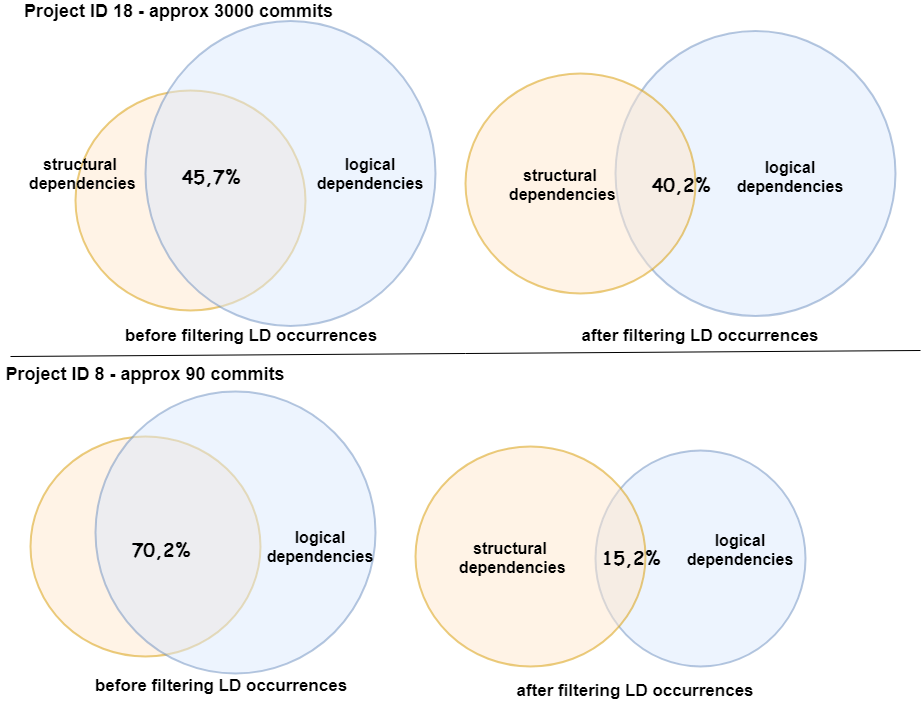 Project ID 18 - approx 3000 commits
structural
dependencies
45,7%
logical
dependencies
before filtering LD occurrences
structural
dependencies
40,2%
logical
dependencies
after filtering LD occurrences
Project ID 8 - approx 90 commits
70,2%
logical
dependencies
before filtering LD occurrences
structural
dependencies
15,2%
logical
dependencies
after filtering LD occurrences